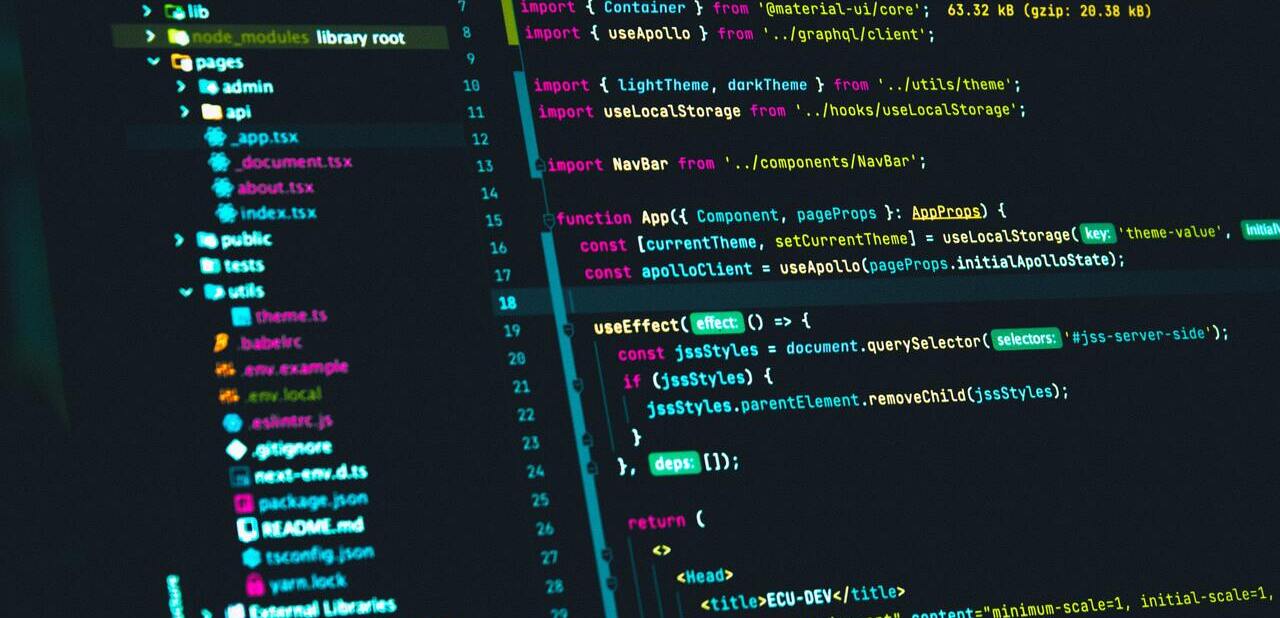 lib
node_modules library root
pages
admin
api
_app.tsx
_document.tsx
about.tsx
index.tsx
public
tests
utils
theme.ts
.babelrc
.env.example
.env.local
.eslintrc.js
.gitignore
next-env.d.ts
package.json
README.md
tsconfig.json
yarn.lock
External Libraries
7 import { Container } from '@material-ui/core'; 63.32 kB (gzip: 20.38 kB)
8 import { useApollo } from '../graphql/client';
9
10 import { lightTheme, darkTheme } from '../utils/theme';
11 import useLocalStorage from '../hooks/useLocalStorage';
12
13 import NavBar from '../components/NavBar';
14
15 function App({ Component, pageProps }: AppProps) {
16 const [currentTheme, setCurrentTheme] = useLocalStorage( key: 'theme-value',
17 const apolloClient = useApollo(pageProps.initialApolloState);
18
19 useEffect( effect: () => {
20 const jssStyles = document.querySelector( selectors: '#jss-server-side');
21 if (jssStyles) {
22 jssStyles.parentElement.removeChild(jssStyles);
23 }
24 }, deps: []);
25
26 return (
27 <>
28 <Head>
<title>ECU-DEV</title>
content="minimum-scale=1, initial-scale=1,